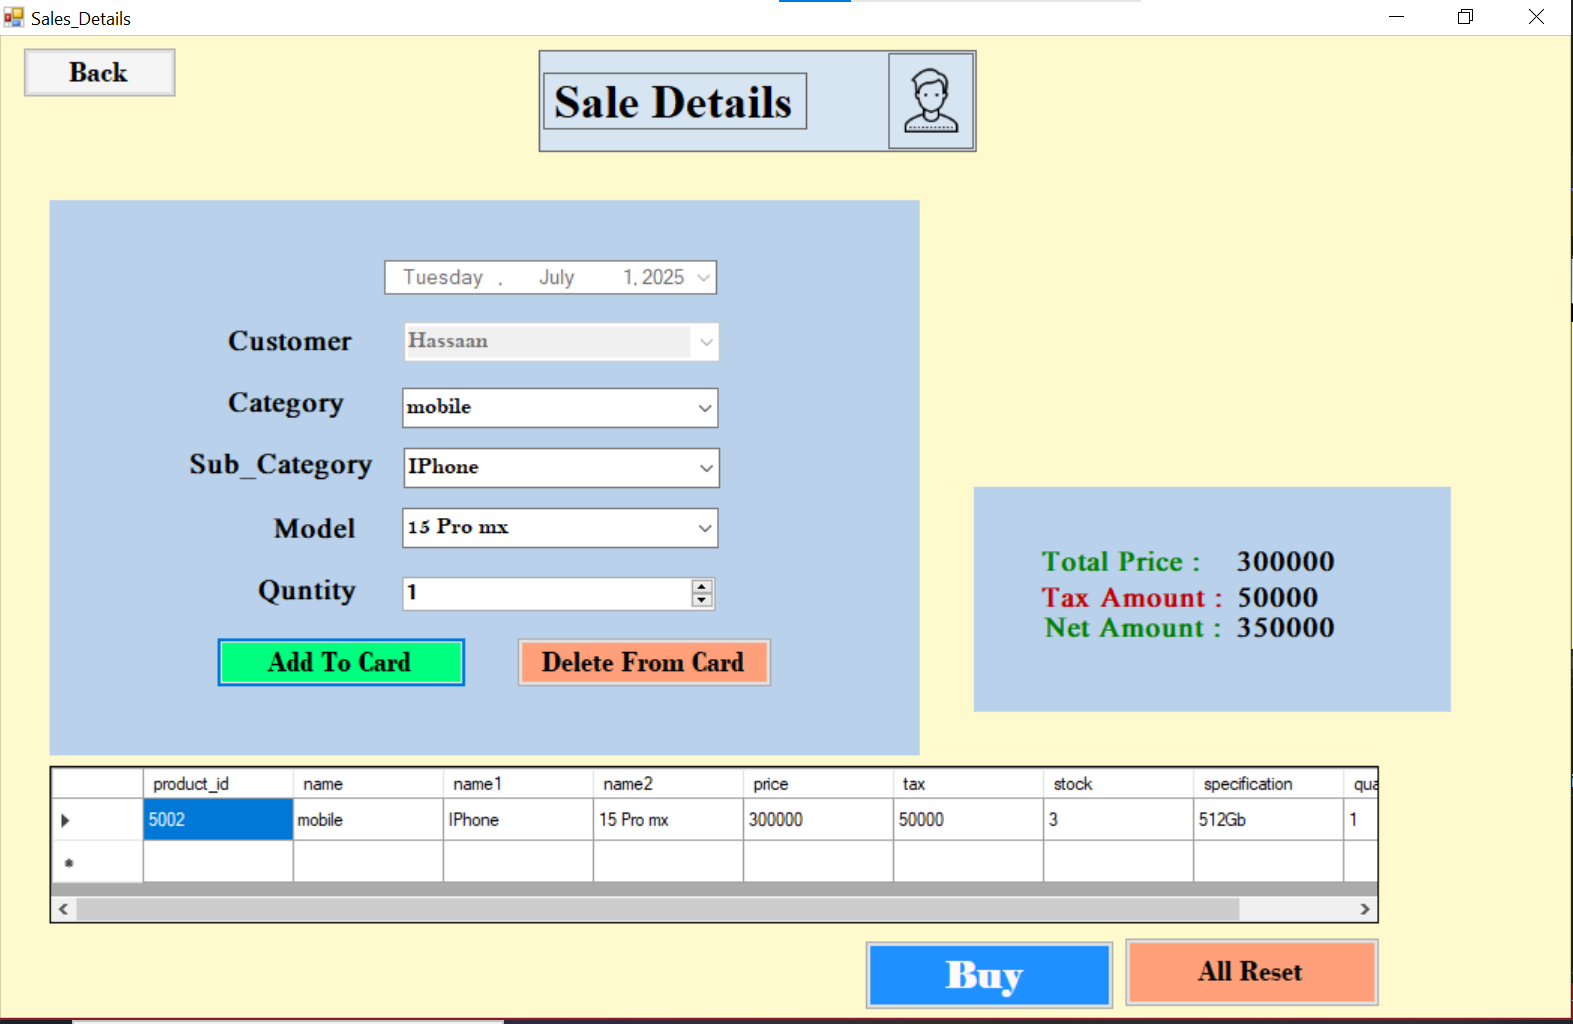 Sales_Details
Back
Sale Details
Tuesday , July 1, 2025
Customer Hassaan
Category mobile
Sub_Category IPhone
Model 15 Pro mx
Quntity 1
Add To Card Delete From Card
Total Price : 300000
Tax Amount : 50000
Net Amount : 350000
product_id name name1 name2 price tax stock specification qua
5002 mobile IPhone 15 Pro mx 300000 50000 3 512Gb 1
Buy All Reset